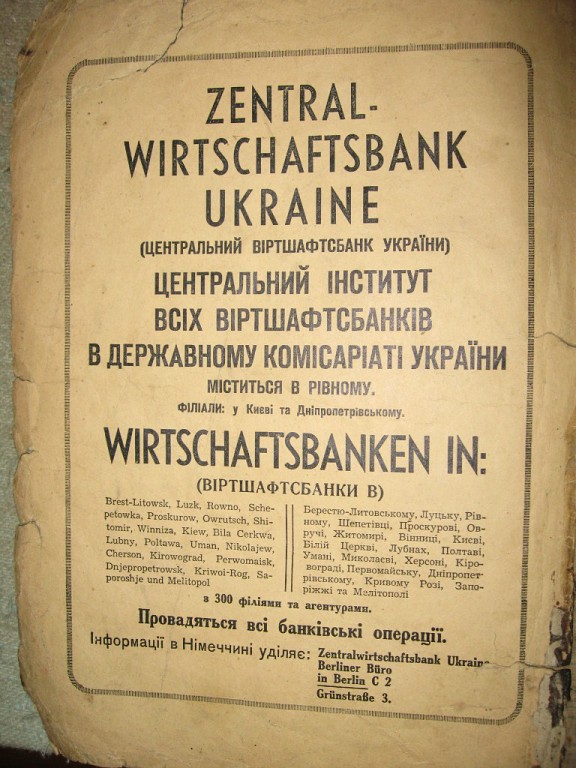 ZENTRAL-
WIRTSCHAFTSBANK
UKRAINE
(ЦЕНТРАЛЬНИЙ ВІРТШАФТСБАНК УКРАЇНИ)
ЦЕНТРАЛЬНИЙ ІНСТИТУТ
ВСІХ ВІРТШАФТСБАНКІВ
В ДЕРЖАВНОМУ КОМІСАРІАТІ УКРАЇНИ
МІСТИТЬСЯ В РІВНОМУ.
ФІЛІАЛИ: у Києві та Дніпропетрівському.
WIRTSCHAFTSBANKEN IN:
(ВІРТШАФТСБАНКИ В)
Brest-Litowsk, Luzk, Rowno, Sche-
petowka, Proskurow, Owrutsch, Shi-
tomir, Winniza, Kiew, Bila Cerkwa,
Lubny, Poltawa, Uman, Nikolajew,
Cherson, Kirowograd, Perwomaisk,
Dnjepropetrowsk, Kriwoi-Rog, Sa-
poroshje und Melitopol
Берестю-Литовському, Луцьку, Рів-
ному, Шепетівці, Проскурові, Ов-
ручі, Житомирі, Вінниці, Києві,
Білій Церкві, Лубнах, Полтаві,
Умані, Миколаєві, Херсоні, Кіро-
вограді, Первомайську, Дніпропет-
рівському, Кривому Розі, Запо-
ріжжі та Мелітополі
з 300 філіями та агентурами.
Провадяться всі банківські операції.
Інформації в Німеччині уділяє:
Zentralwirtschaftsbank Ukraine
Berliner Büro
in Berlin C 2
Grünstraße 3.